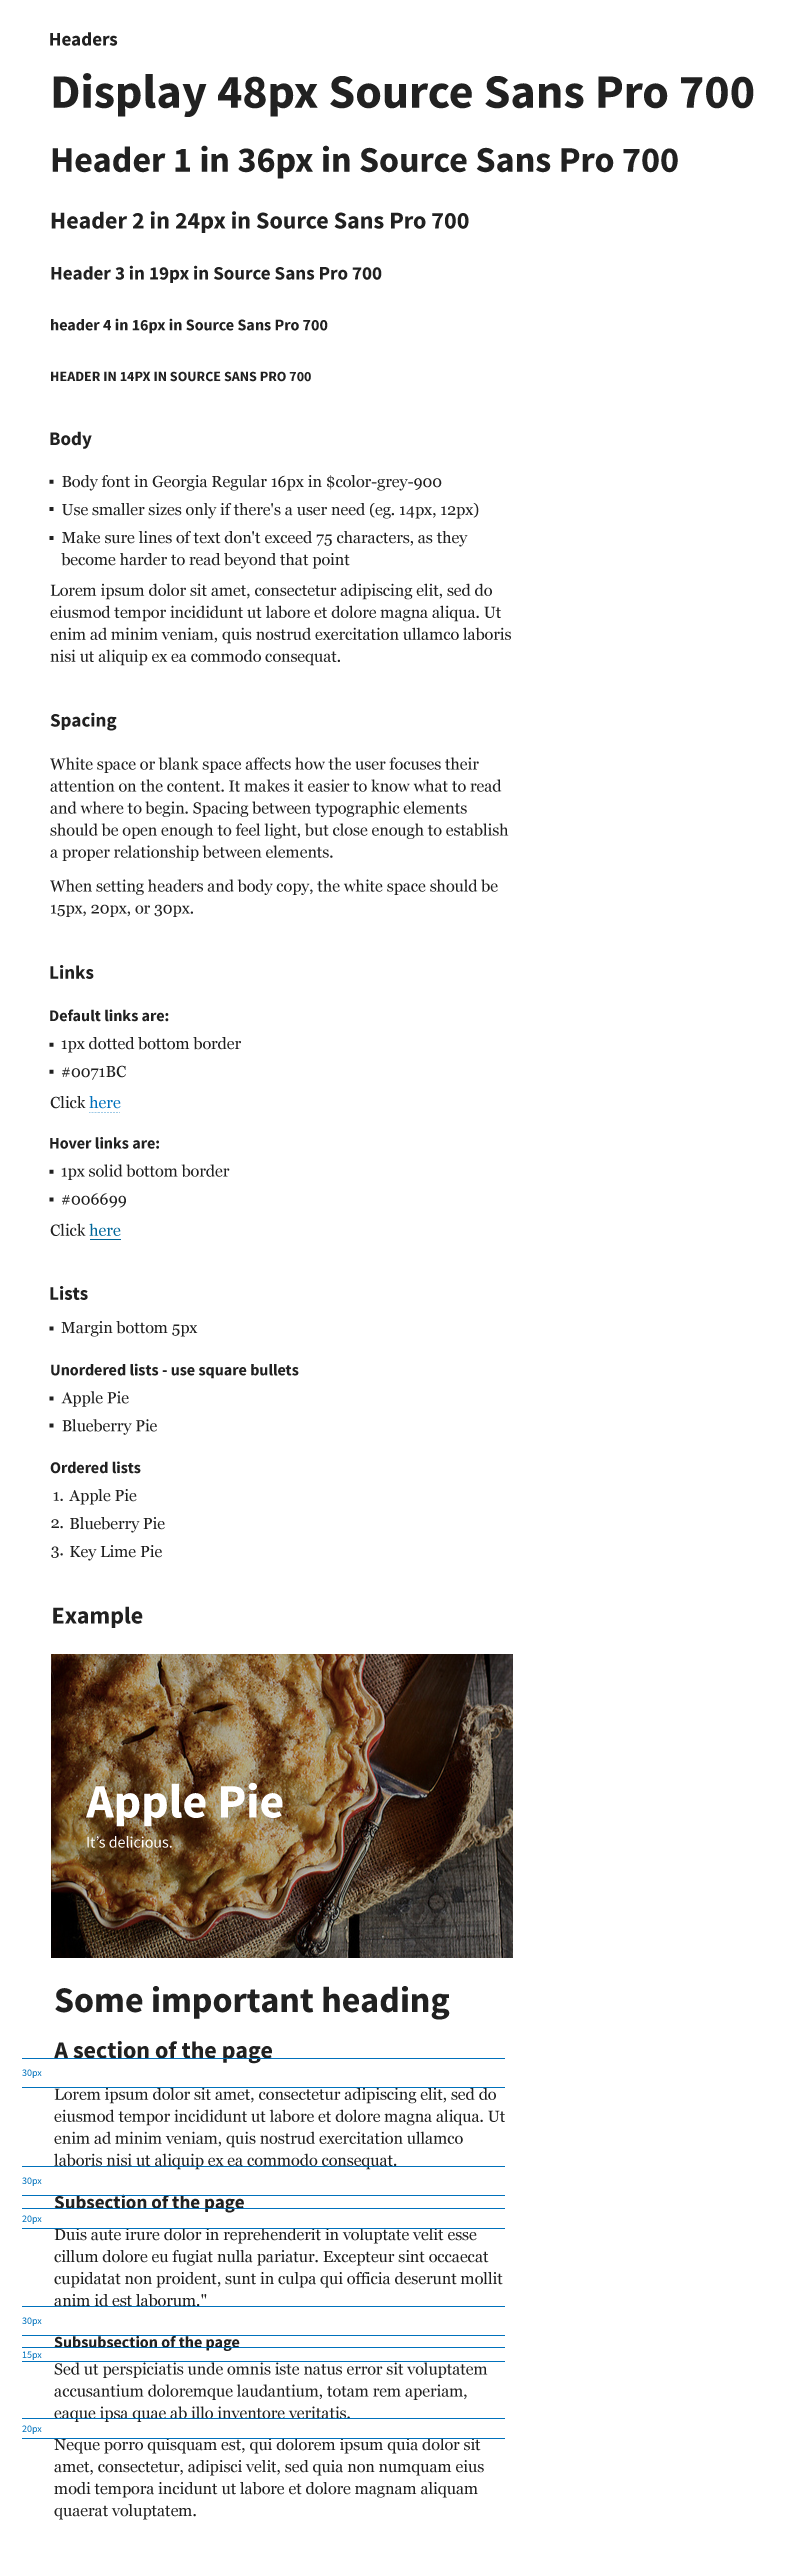 Headers
Display 48px Source Sans Pro 700
Header 1 in 36px in Source Sans Pro 700
Header 2 in 24px in Source Sans Pro 700
Header 3 in 19px in Source Sans Pro 700
header 4 in 16px in Source Sans Pro 700
HEADER IN 14PX IN SOURCE SANS PRO 700
Body
▪ Body font in Georgia Regular 16px in $color-grey-900
▪ Use smaller sizes only if there's a user need (eg. 14px, 12px)
▪ Make sure lines of text don't exceed 75 characters, as they
become harder to read beyond that point
Lorem ipsum dolor sit amet, consectetur adipiscing elit, sed do
eiusmod tempor incididunt ut labore et dolore magna aliqua. Ut
enim ad minim veniam, quis nostrud exercitation ullamco laboris
nisi ut aliquip ex ea commodo consequat.
Spacing
White space or blank space affects how the user focuses their
attention on the content. It makes it easier to know what to read
and where to begin. Spacing between typographic elements
should be open enough to feel light, but close enough to establish
a proper relationship between elements.
When setting headers and body copy, the white space should be
15px, 20px, or 30px.
Links
Default links are:
▪ 1px dotted bottom border
▪ #0071BC
Click here
Hover links are:
▪ 1px solid bottom border
▪ #006699
Click here
Lists
▪ Margin bottom 5px
Unordered lists - use square bullets
▪ Apple Pie
▪ Blueberry Pie
Ordered lists
1. Apple Pie
2. Blueberry Pie
3. Key Lime Pie
Example
Apple Pie
It's delicious.
Some important heading
A section of the page
30px
Lorem ipsum dolor sit amet, consectetur adipiscing elit, sed do
eiusmod tempor incididunt ut labore et dolore magna aliqua. Ut
enim ad minim veniam, quis nostrud exercitation ullamco
laboris nisi ut aliquip ex ea commodo consequat.
30px
Subsection of the page
20px
Duis aute irure dolor in reprehenderit in voluptate velit esse
cillum dolore eu fugiat nulla pariatur. Excepteur sint occaecat
cupidatat non proident, sunt in culpa qui officia deserunt mollit
anim id est laborum."
30px
Subsubsection of the page
15px
Sed ut perspiciatis unde omnis iste natus error sit voluptatem
accusantium doloremque laudantium, totam rem aperiam,
eaque ipsa quae ab illo inventore veritatis.
20px
Neque porro quisquam est, qui dolorem ipsum quia dolor sit
amet, consectetur, adipisci velit, sed quia non numquam eius
modi tempora incidunt ut labore et dolore magnam aliquam
quaerat voluptatem.